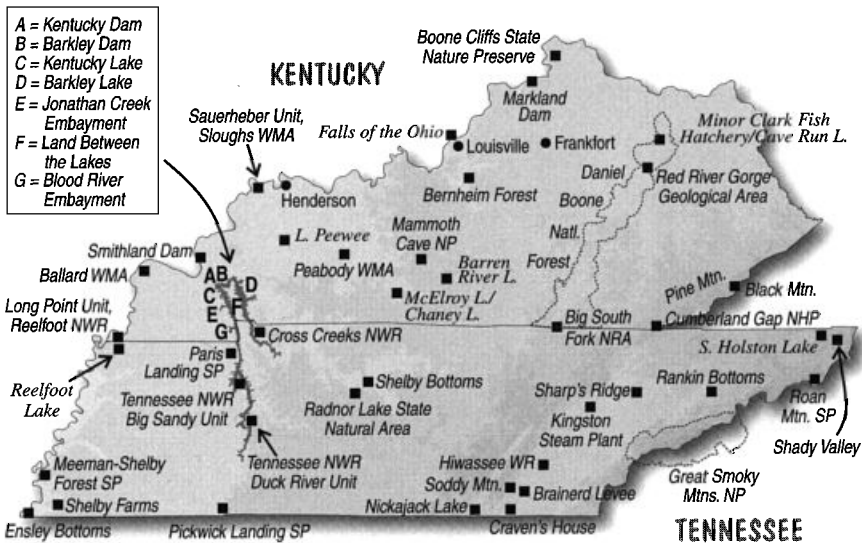 A = Kentucky Dam
B = Barkley Dam
C = Kentucky Lake
D = Barkley Lake
E = Jonathan Creek
Embayment
F = Land Between
the Lakes
G = Blood River
Embayment
KENTUCKY
Boone Cliffs State
Nature Preserve
Markland
Dam
Sauerheber Unit,
Sloughs WMA
Falls of the Ohio
Louisville
Frankfort
Minor Clark Fish
Hatchery/Cave Run L.
Daniel
Boone
Natl.
Forest
Red River Gorge
Geological Area
Henderson
Bernheim Forest
L. Peewee
Mammoth
Cave NP
Smithland Dam
Peabody WMA
Barren
River L.
Ballard WMA
A
B
C
D
E
F
G
McElroy L./
Chaney L.
Pine Mtn.
Black Mtn.
Long Point Unit,
Reelfoot NWR
Cross Creeks NWR
Big South
Fork NRA
Cumberland Gap NHP
S. Holston Lake
Reelfoot
Lake
Paris
Landing SP
Tennessee NWR
Big Sandy Unit
Shelby Bottoms
Radnor Lake State
Natural Area
Sharp's Ridge
Rankin Bottoms
Kingston
Steam Plant
Roan
Mtn. SP
Shady Valley
Meeman-Shelby
Forest SP
Tennessee NWR
Duck River Unit
Hiwassee WR
Great Smoky
Mtns. NP
Soddy Mtn.
Brainerd Levee
Shelby Farms
Nickajack Lake
Ensley Bottoms
Pickwick Landing SP
Craven's House
TENNESSEE